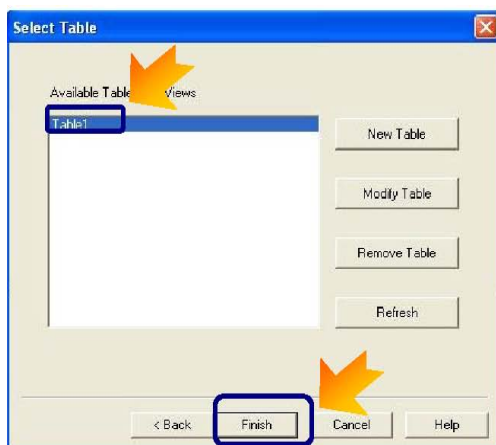 Select Table
Available Table Views
Table1
New Table
Modify Table
Remove Table
Refresh
< Back
Finish
Cancel
Help